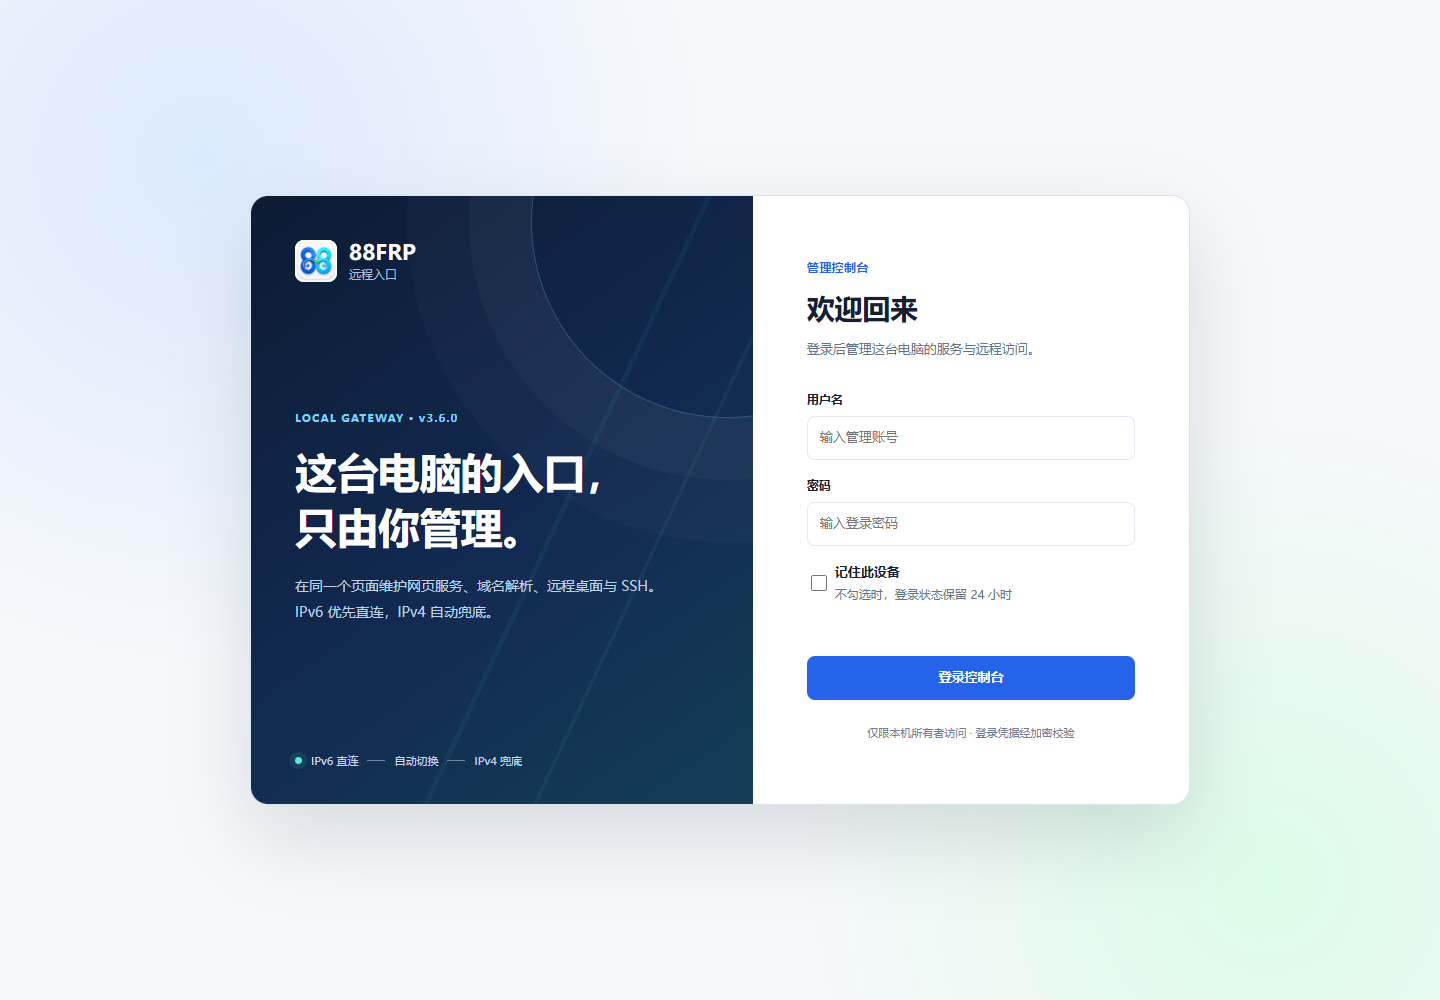 88
88FRP
远程入口
LOCAL GATEWAY • v3.6.0
这台电脑的入口，
只由你管理。
在同一个页面维护网页服务、域名解析、远程桌面与 SSH。
IPv6 优先直连，IPv4 自动兜底。
IPv6 直连 — 自动切换 — IPv4 兜底
管理控制台
欢迎回来
登录后管理这台电脑的服务与远程访问。
用户名
输入管理账号
密码
输入登录密码
记住此设备
不勾选时，登录状态保留 24 小时
登录控制台
仅限本机所有者访问 · 登录凭据经加密校验